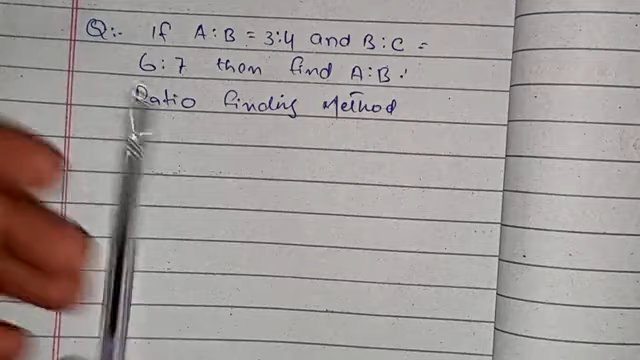 Q:- If A:B = 3:4 and B:C =
6:7 then find A:B:
Ratio finding Method